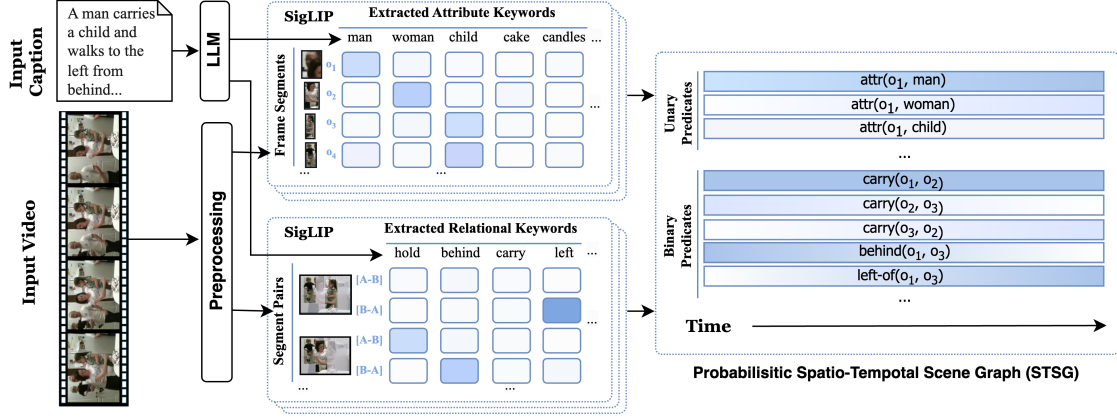 Input Caption
A man carries
a child and
walks to the
left from
behind...
LLM
Input Video
Preprocessing
SigLIP
Extracted Attribute Keywords
man woman child cake candles ...
Frame Segments
o1
o2
...
o3
o4
...
...
SigLIP
Extracted Relational Keywords
hold behind carry left ...
Segment Pairs
[A-B]
[B-A]
...
[A-B]
[B-A]
...
...
Unary Predicates
attr(o1, man)
attr(o1, woman)
attr(o1, child)
...
Binary Predicates
carry(o1, o2)
carry(o2, o3)
carry(o3, o2)
behind(o1, o3)
left-of(o1, o3)
...
Time
Probabilisitic Spatio-Tempotal Scene Graph (STSG)